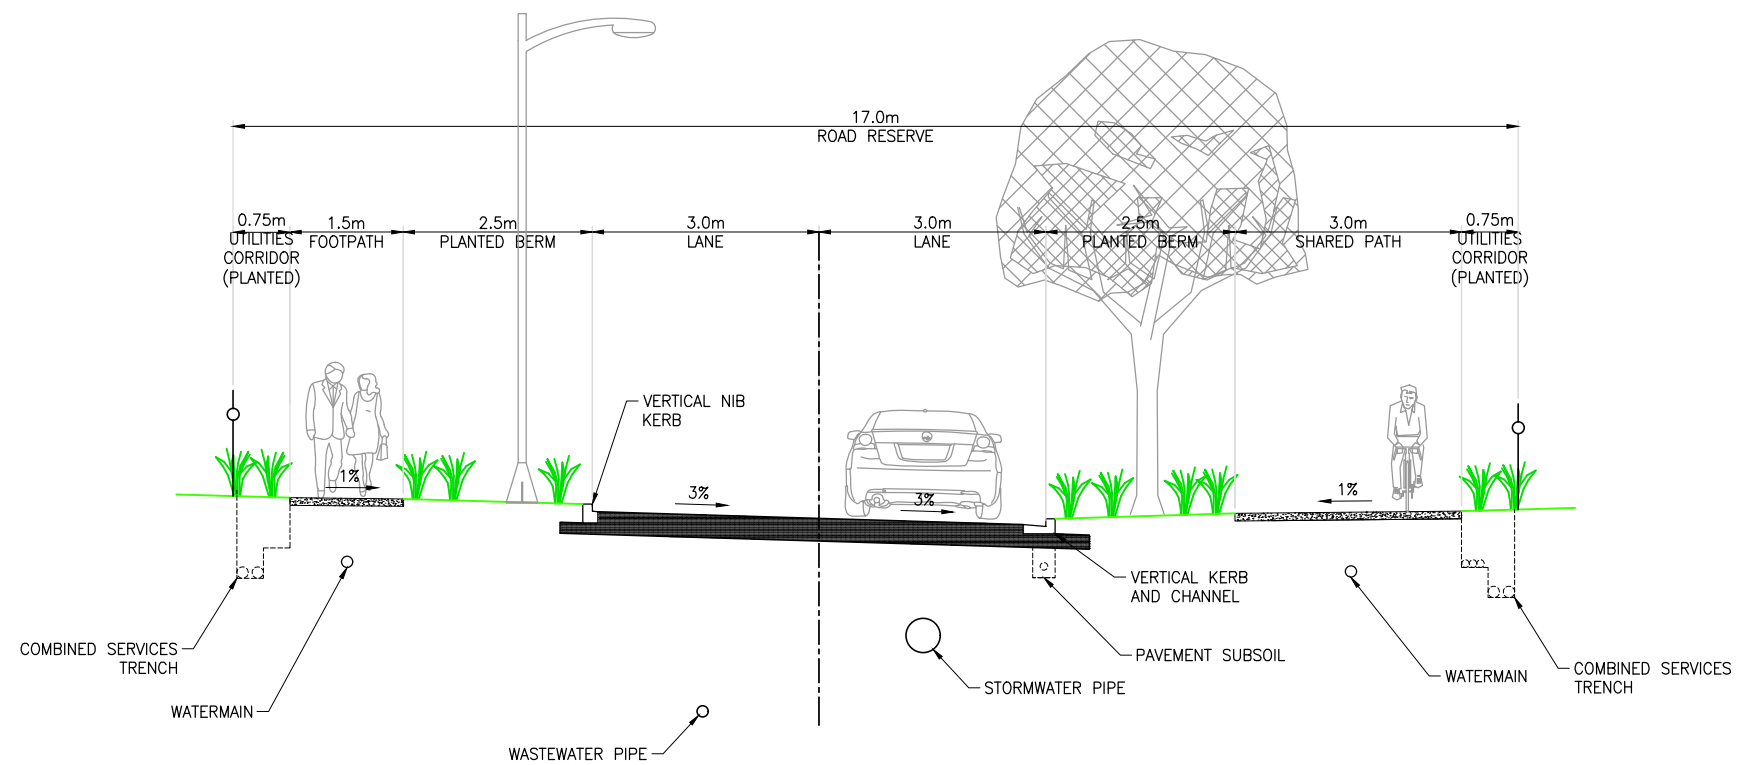 17.0m
ROAD RESERVE
0.75m
UTILITIES
CORRIDOR
(PLANTED)
1.5m
FOOTPATH
2.5m
PLANTED BERM
3.0m
LANE
3.0m
LANE
2.5m
PLANTED BERM
3.0m
SHARED PATH
0.75m
UTILITIES
CORRIDOR
(PLANTED)
VERTICAL NIB
KERB
1%
3%
3%
1%
VERTICAL KERB
AND CHANNEL
COMBINED SERVICES
TRENCH
WATERMAIN
WASTEWATER PIPE
STORMWATER PIPE
PAVEMENT SUBSOIL
WATERMAIN
COMBINED SERVICES
TRENCH